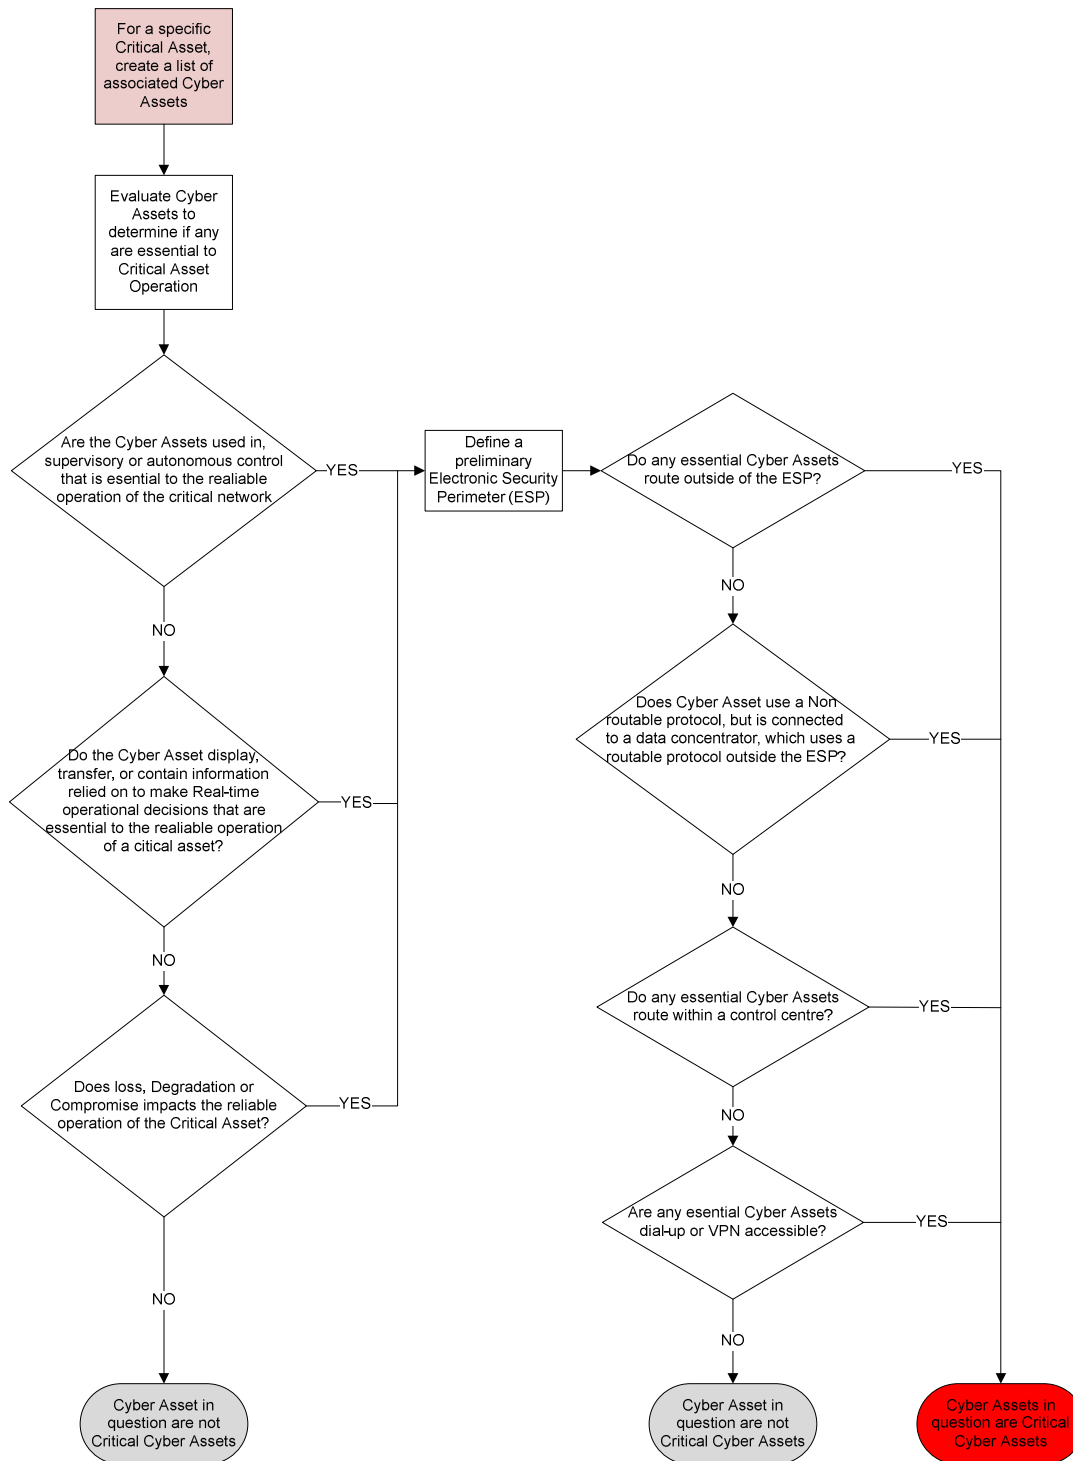 For a specific
Critical Asset,
create a list of
associated Cyber
Assets
Evaluate Cyber
Assets to
determine if any
are essential to
Critical Asset
Operation
Are the Cyber Assets used in,
supervisory or autonomous control
that is esential to the realiable
operation of the critical network
YES
Define a
preliminary
Electronic Security
Perimeter (ESP)
Do any essential Cyber Assets
route outside of the ESP?
YES
NO
NO
Does Cyber Asset use a Non
routable protocol, but is connected
to a data concentrator, which uses a
routable protocol outside the ESP?
YES
Do the Cyber Asset display,
transfer, or contain information
relied on to make Real-time
operational decisions that are
essential to the realiable operation
of a citical asset?
YES
NO
NO
Do any essential Cyber Assets
route within a control centre?
YES
Does loss, Degradation or
Compromise impacts the reliable
operation of the Critical Asset?
YES
NO
Are any esential Cyber Assets
dial-up or VPN accessible?
YES
NO
NO
Cyber Asset in
question are not
Critical Cyber Assets
Cyber Asset in
question are not
Critical Cyber Assets
Cyber Assets in
question are Critical
Cyber Assets